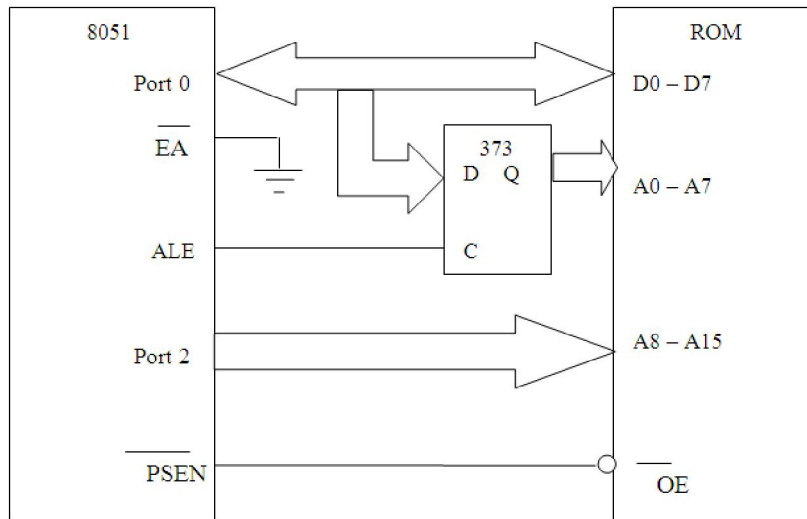 8051
ROM
Port 0
D0 – D7
EA
373
D Q
A0 – A7
ALE
C
Port 2
A8 – A15
PSEN
OE